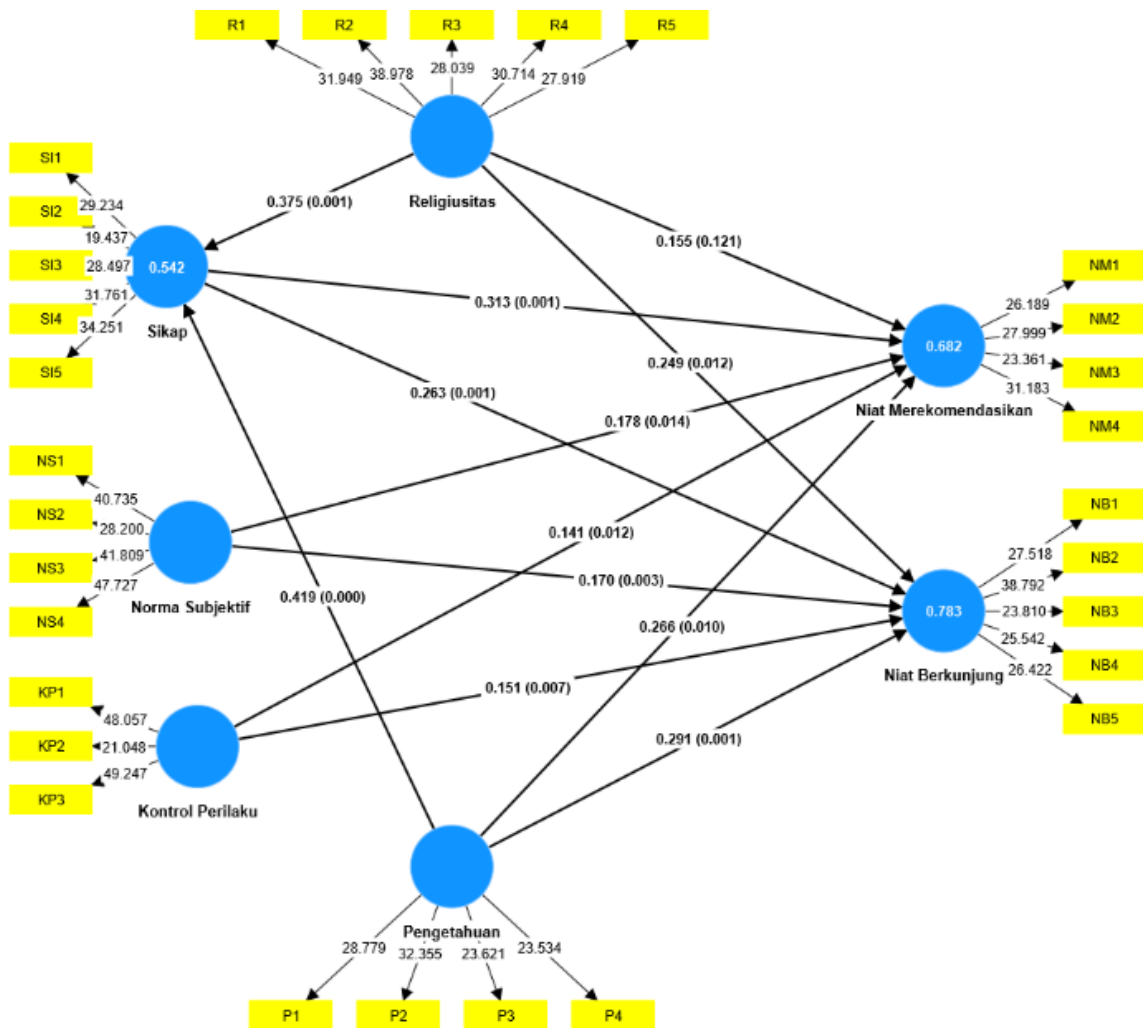 R1
R2
R3
R4
R5
31.949
38.978
28.039
30.714
27.919
Religiusitas
SI1
SI2
SI3
SI4
SI5
29.234
19.437
28.497
31.761
34.251
0.542
Sikap
0.375 (0.001)
0.155 (0.121)
0.313 (0.001)
0.249 (0.012)
0.263 (0.001)
0.178 (0.014)
NM1
NM2
NM3
NM4
26.189
27.999
23.361
31.183
0.682
Niat Merekomendasikan
NS1
NS2
NS3
NS4
40.735
28.200
41.809
47.727
Norma Subjektif
0.141 (0.012)
0.170 (0.003)
0.419 (0.000)
0.266 (0.010)
0.151 (0.007)
0.291 (0.001)
NB1
NB2
NB3
NB4
NB5
27.518
38.792
23.810
25.542
26.422
0.783
Niat Berkunjung
KP1
KP2
KP3
48.057
21.048
49.247
Kontrol Perilaku
Pengetahuan
28.779
32.355
23.621
23.534
P1
P2
P3
P4